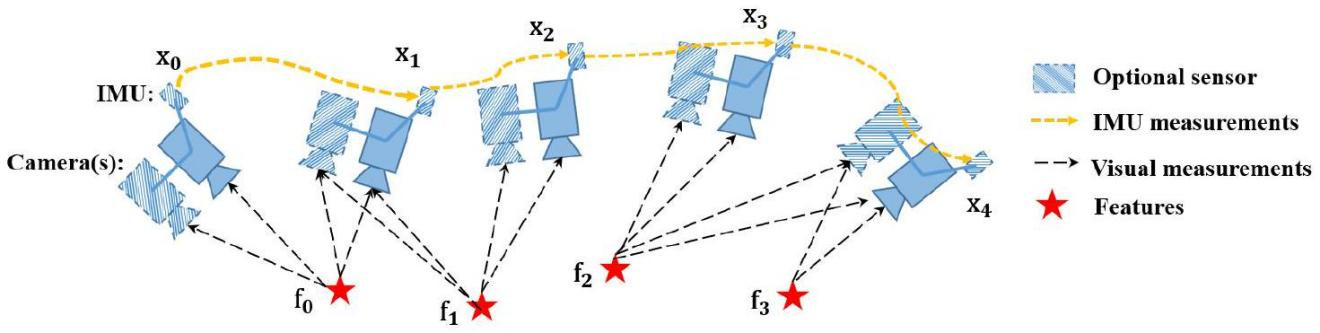 x₀
x₁
x₂
x₃
IMU:
Camera(s):
x₄
f₀
f₁
f₂
f₃
Optional sensor
IMU measurements
Visual measurements
Features